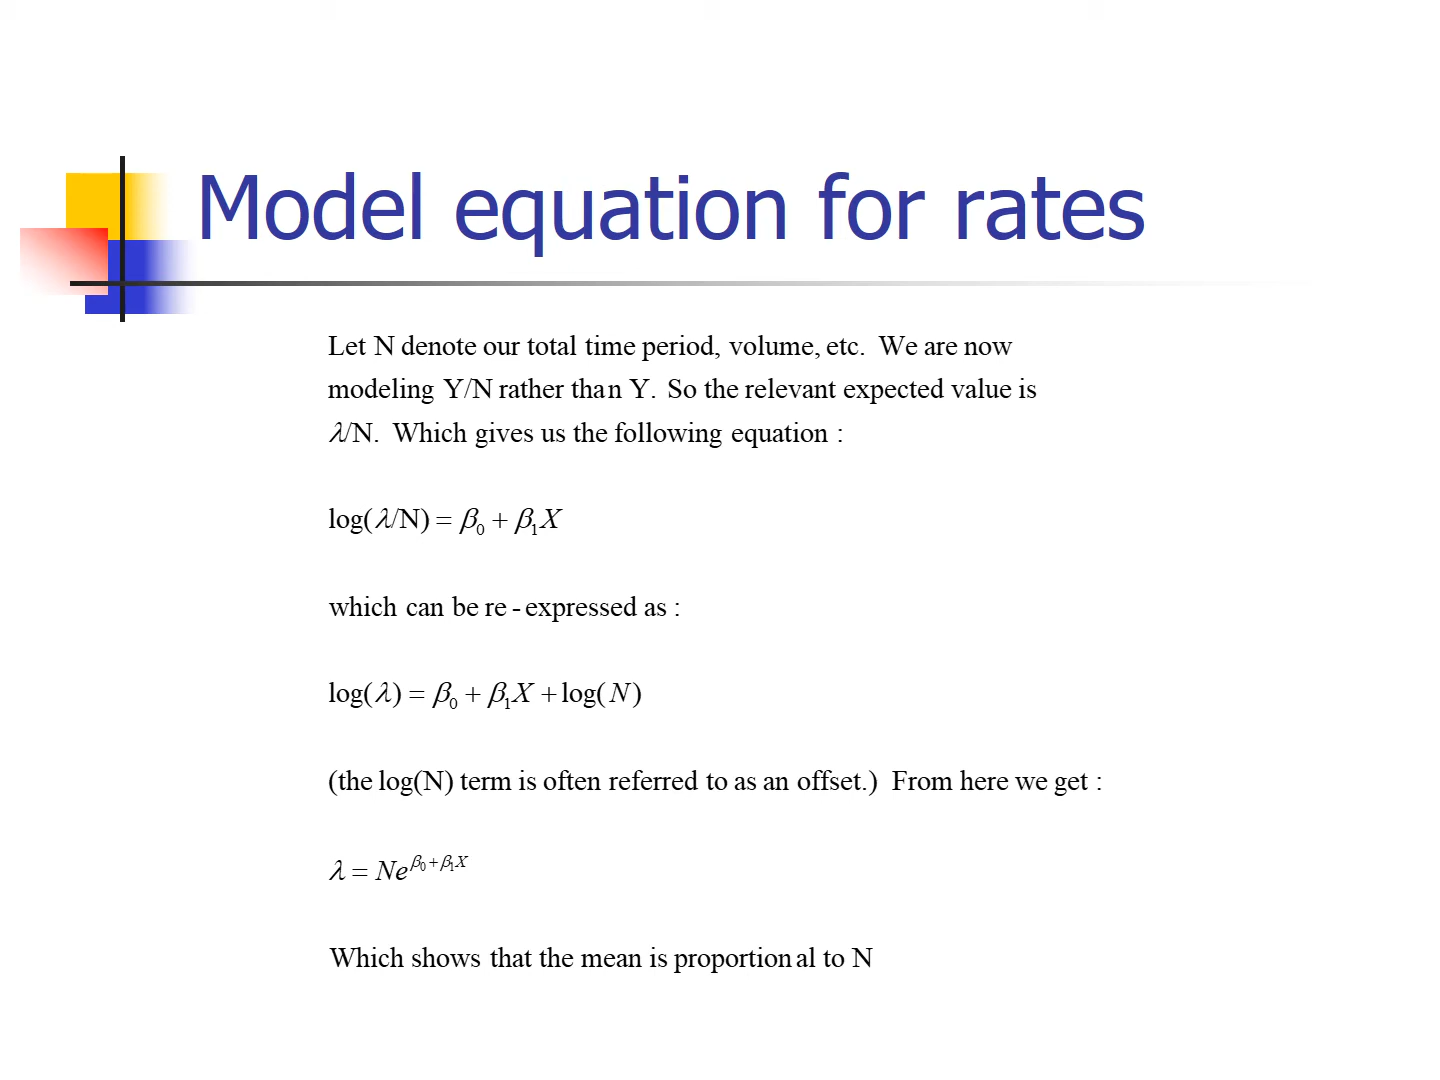 Model equation for rates
Let N denote our total time period, volume, etc. We are now
modeling Y/N rather than Y. So the relevant expected value is
λ/N. Which gives us the following equation :
log(λ/N) = β₀ + β₁X
which can be re - expressed as :
log(λ) = β₀ + β₁X + log(N)
(the log(N) term is often referred to as an offset.) From here we get :
λ = Ne^(β₀+β₁X)
Which shows that the mean is proportional to N